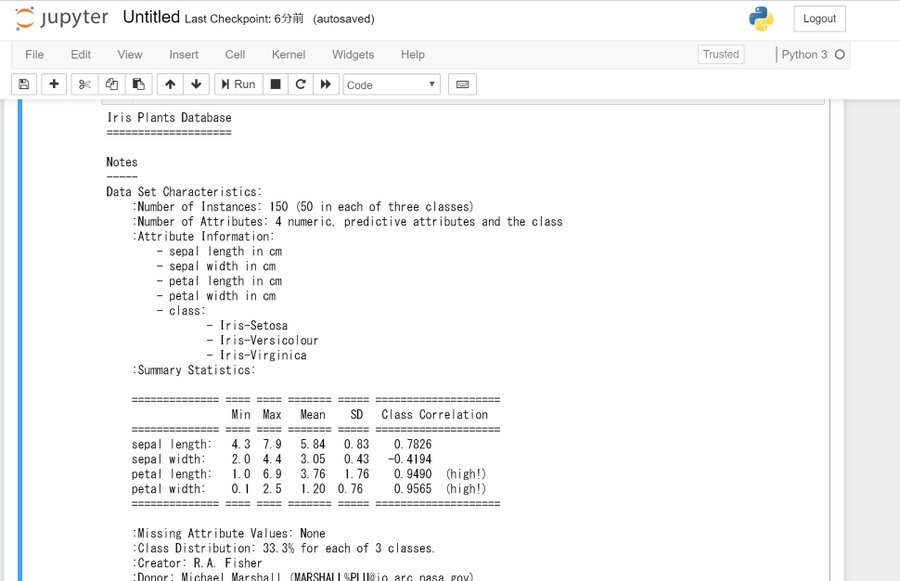 jupyter Untitled Last Checkpoint: 6分前 (autosaved) Logout
File Edit View Insert Cell Kernel Widgets Help Trusted Python 3
Run Code
Iris Plants Database
====================
Notes
-----
Data Set Characteristics:
:Number of Instances: 150 (50 in each of three classes)
:Number of Attributes: 4 numeric, predictive attributes and the class
:Attribute Information:
- sepal length in cm
- sepal width in cm
- petal length in cm
- petal width in cm
- class:
- Iris-Setosa
- Iris-Versicolour
- Iris-Virginica
:Summary Statistics:
============== ==== ==== ======= ===== ====================
Min Max Mean SD Class Correlation
============== ==== ==== ======= ===== ====================
sepal length: 4.3 7.9 5.84 0.83 0.7826
sepal width: 2.0 4.4 3.05 0.43 -0.4194
petal length: 1.0 6.9 3.76 1.76 0.9490 (high!)
petal width: 0.1 2.5 1.20 0.76 0.9565 (high!)
============== ==== ==== ======= ===== ====================
:Missing Attribute Values: None
:Class Distribution: 33.3% for each of 3 classes.
:Creator: R.A. Fisher
:Donor: Michael Marshall (MARSHALL%PLU@io.arc.nasa.gov)